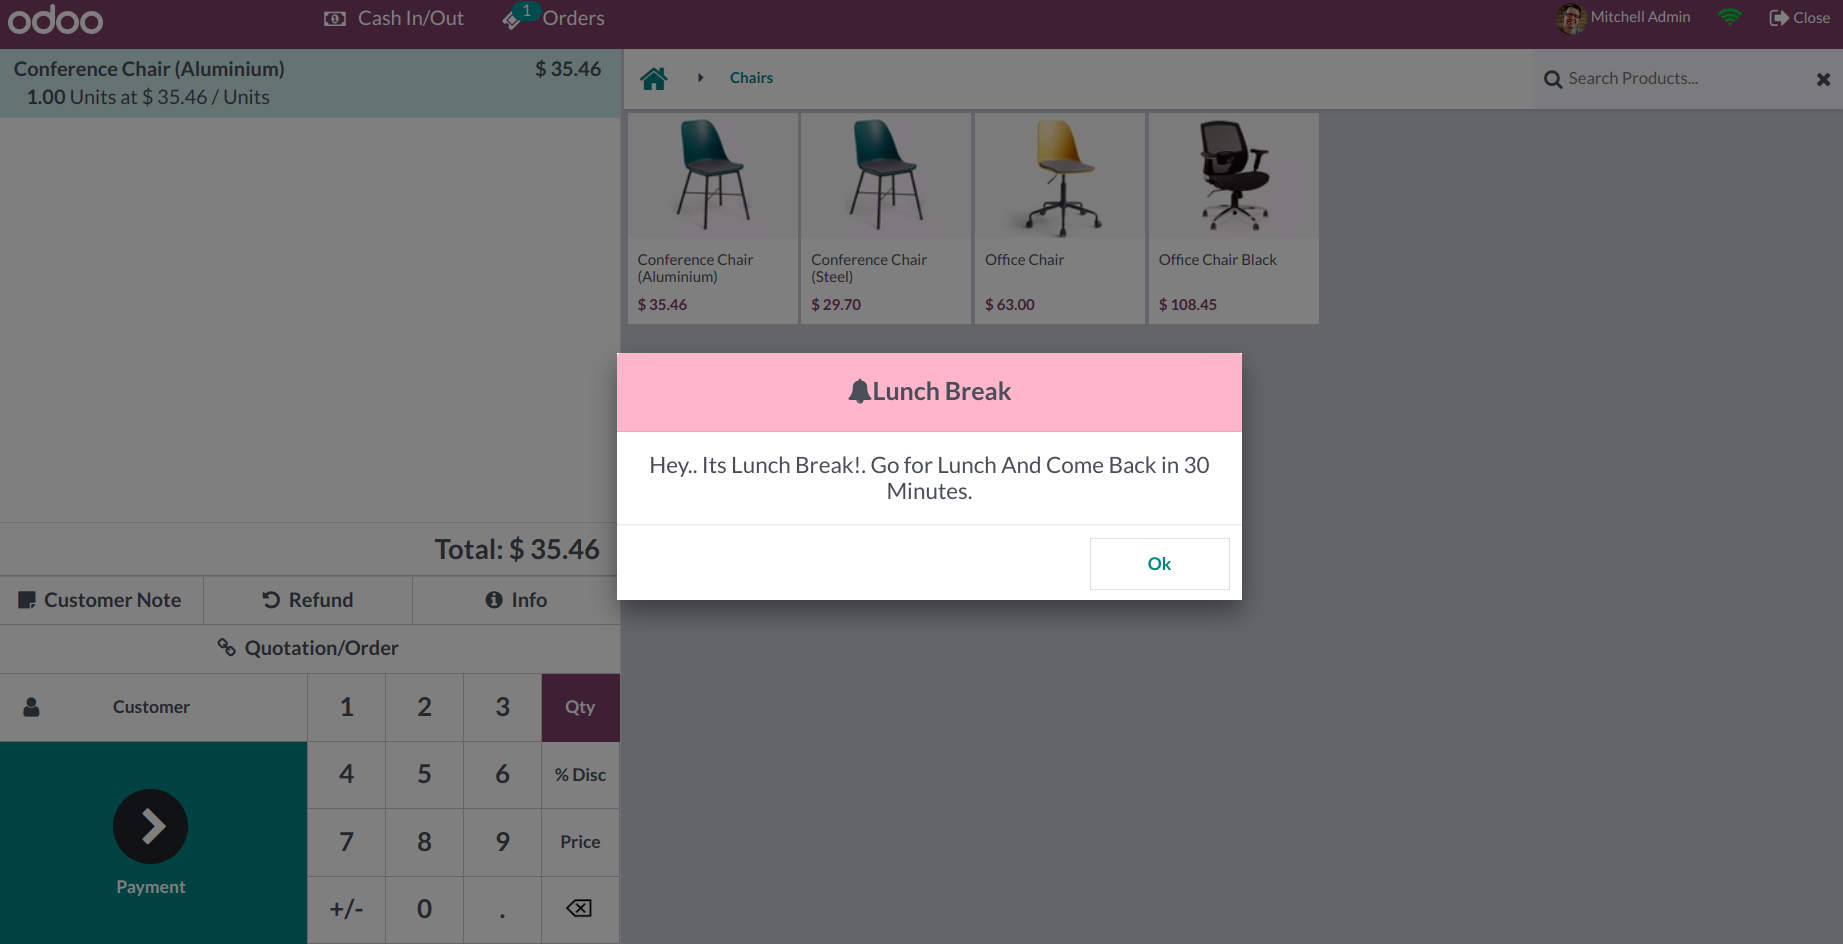 odoo
Cash In/Out
1
Orders
Mitchell Admin
Close
Conference Chair (Aluminium) $ 35.46
1.00 Units at $ 35.46 / Units
Chairs
Search Products...
Conference Chair
(Aluminium)
$ 35.46
Conference Chair
(Steel)
$ 29.70
Office Chair
$ 63.00
Office Chair Black
$ 108.45
Lunch Break
Hey.. Its Lunch Break!. Go for Lunch And Come Back in 30
Minutes.
Ok
Total: $ 35.46
Customer Note
Refund
Info
Quotation/Order
Customer
Payment
1 2 3 Qty
4 5 6 % Disc
7 8 9 Price
+/- 0 .